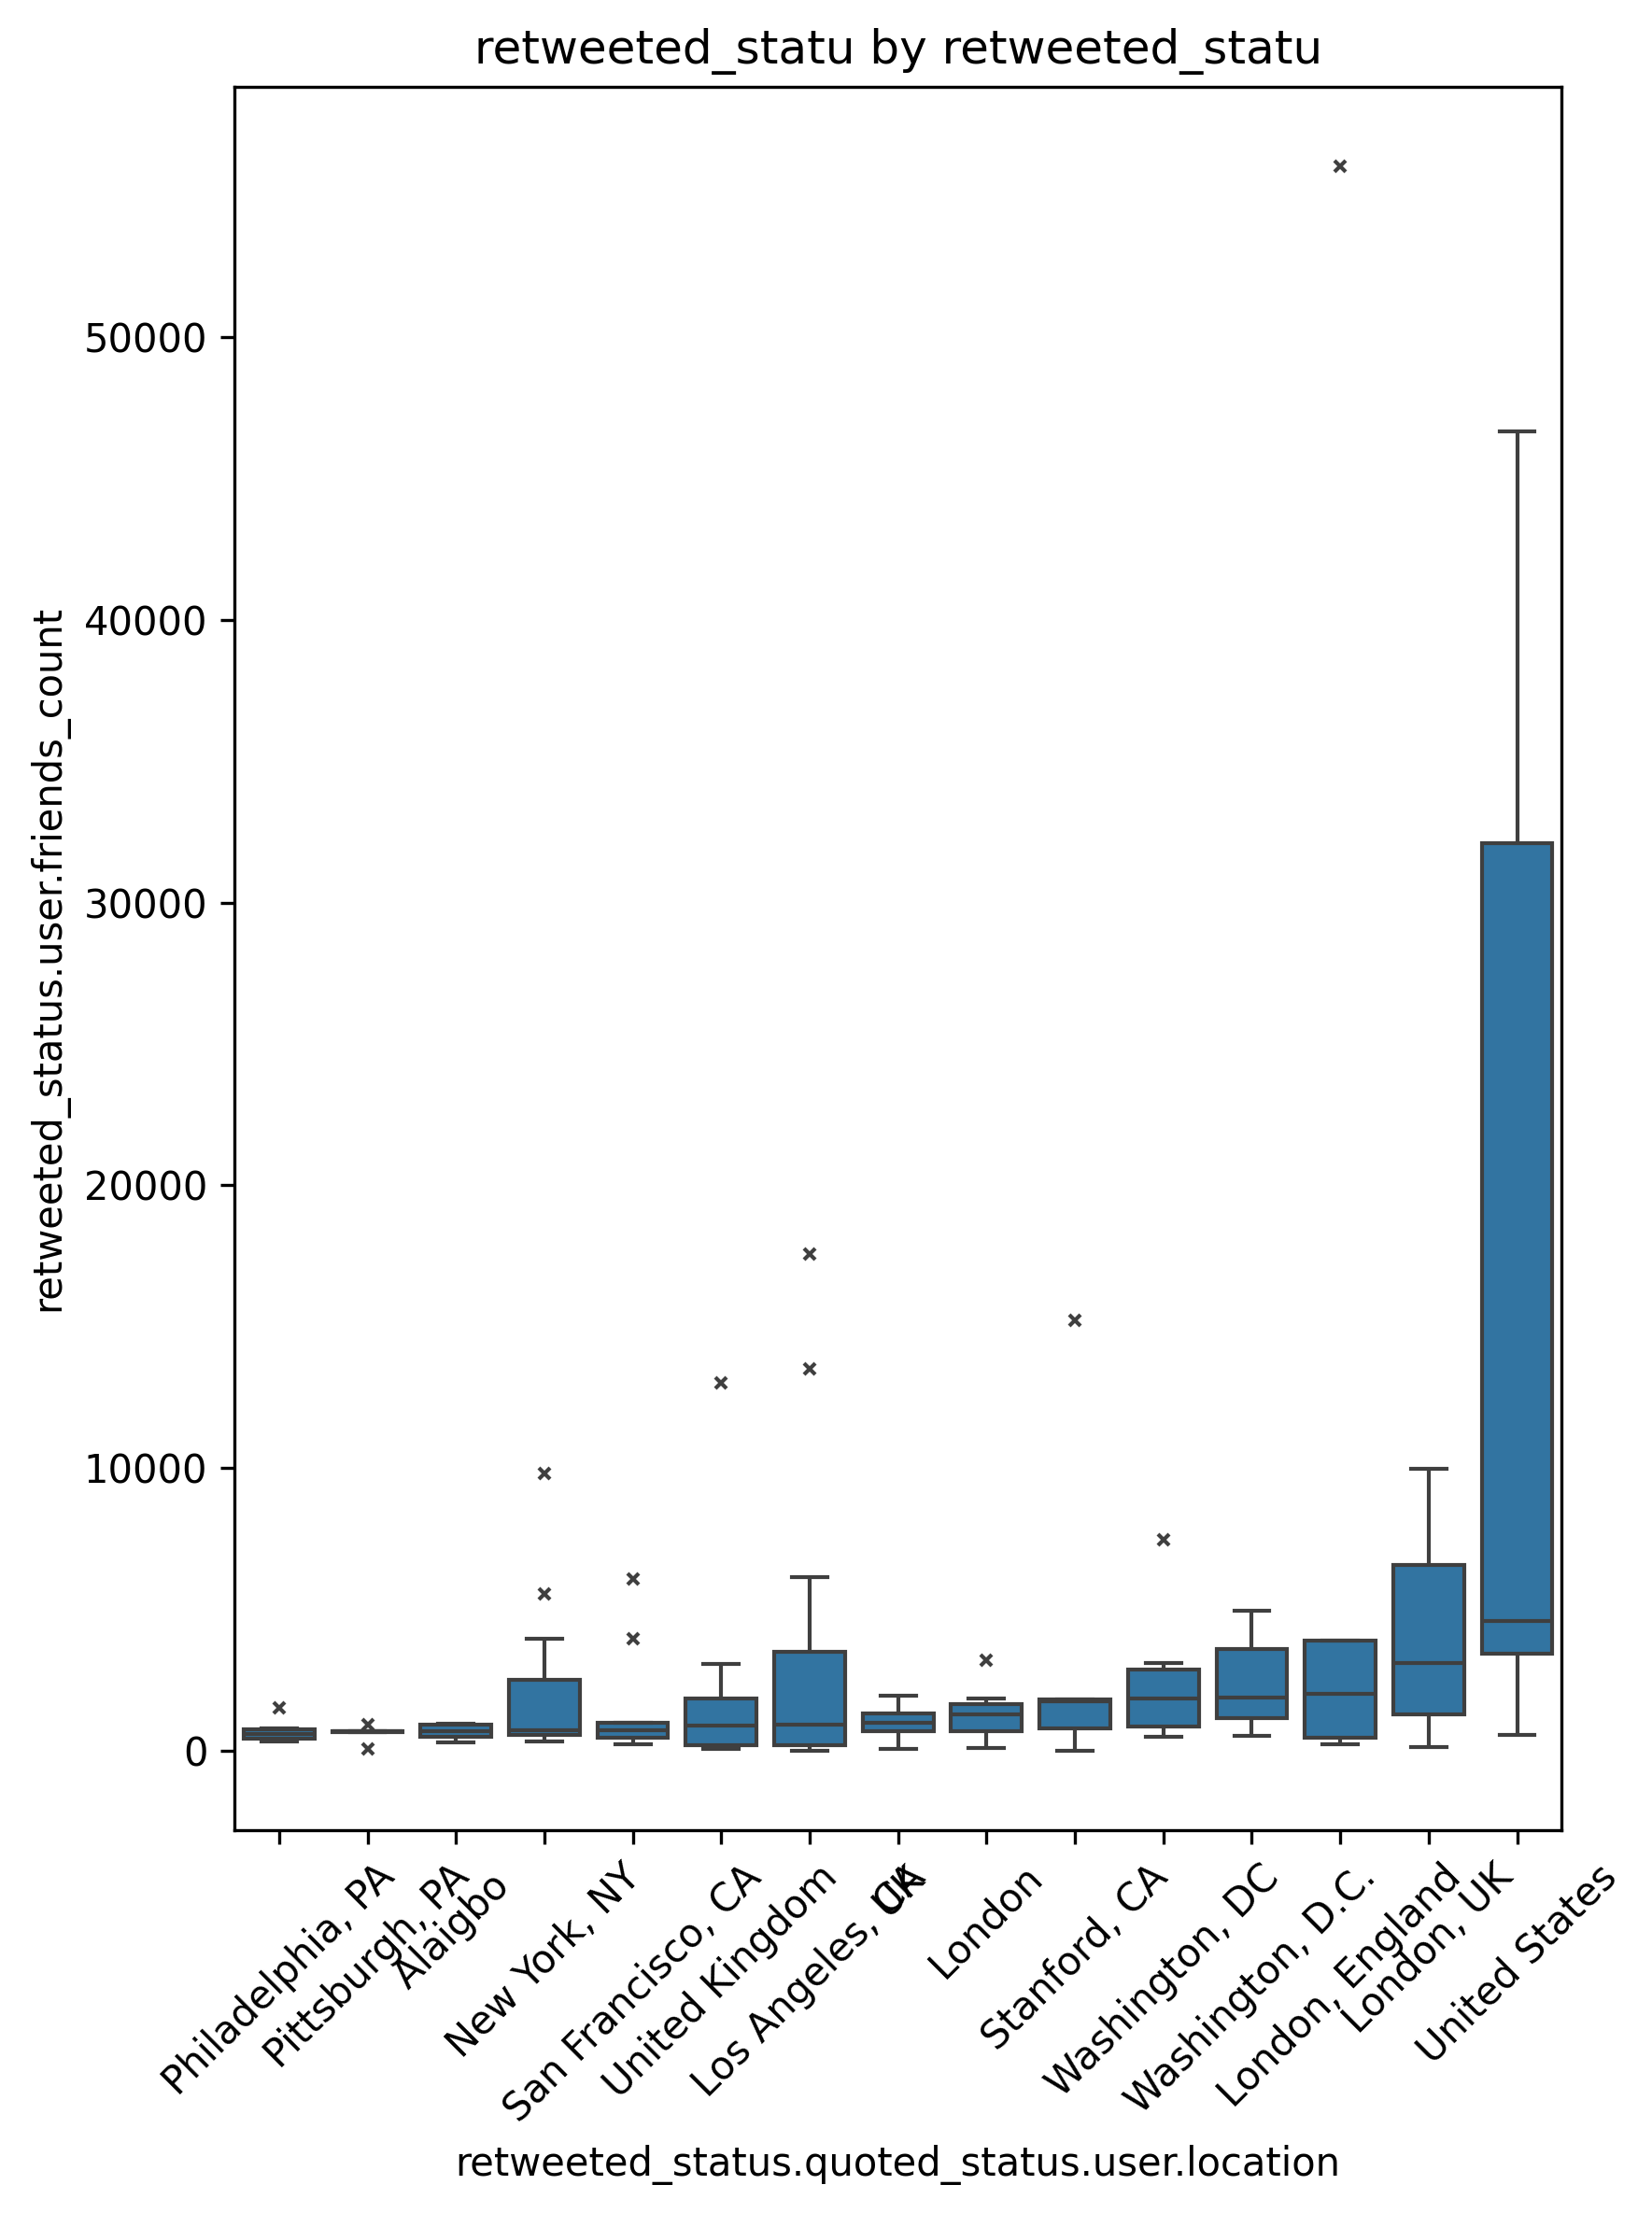 retweeted_statu by retweeted_statu
retweeted_status.user.friends_count
50000
40000
30000
20000
10000
0
Philadelphia, PA
Pittsburgh, PA
Alaigbo
New York, NY
San Francisco, CA
United Kingdom
Los Angeles, CA
UK
London
Stanford, CA
Washington, DC
Washington, D.C.
London, England
London, UK
United States
retweeted_status.quoted_status.user.location